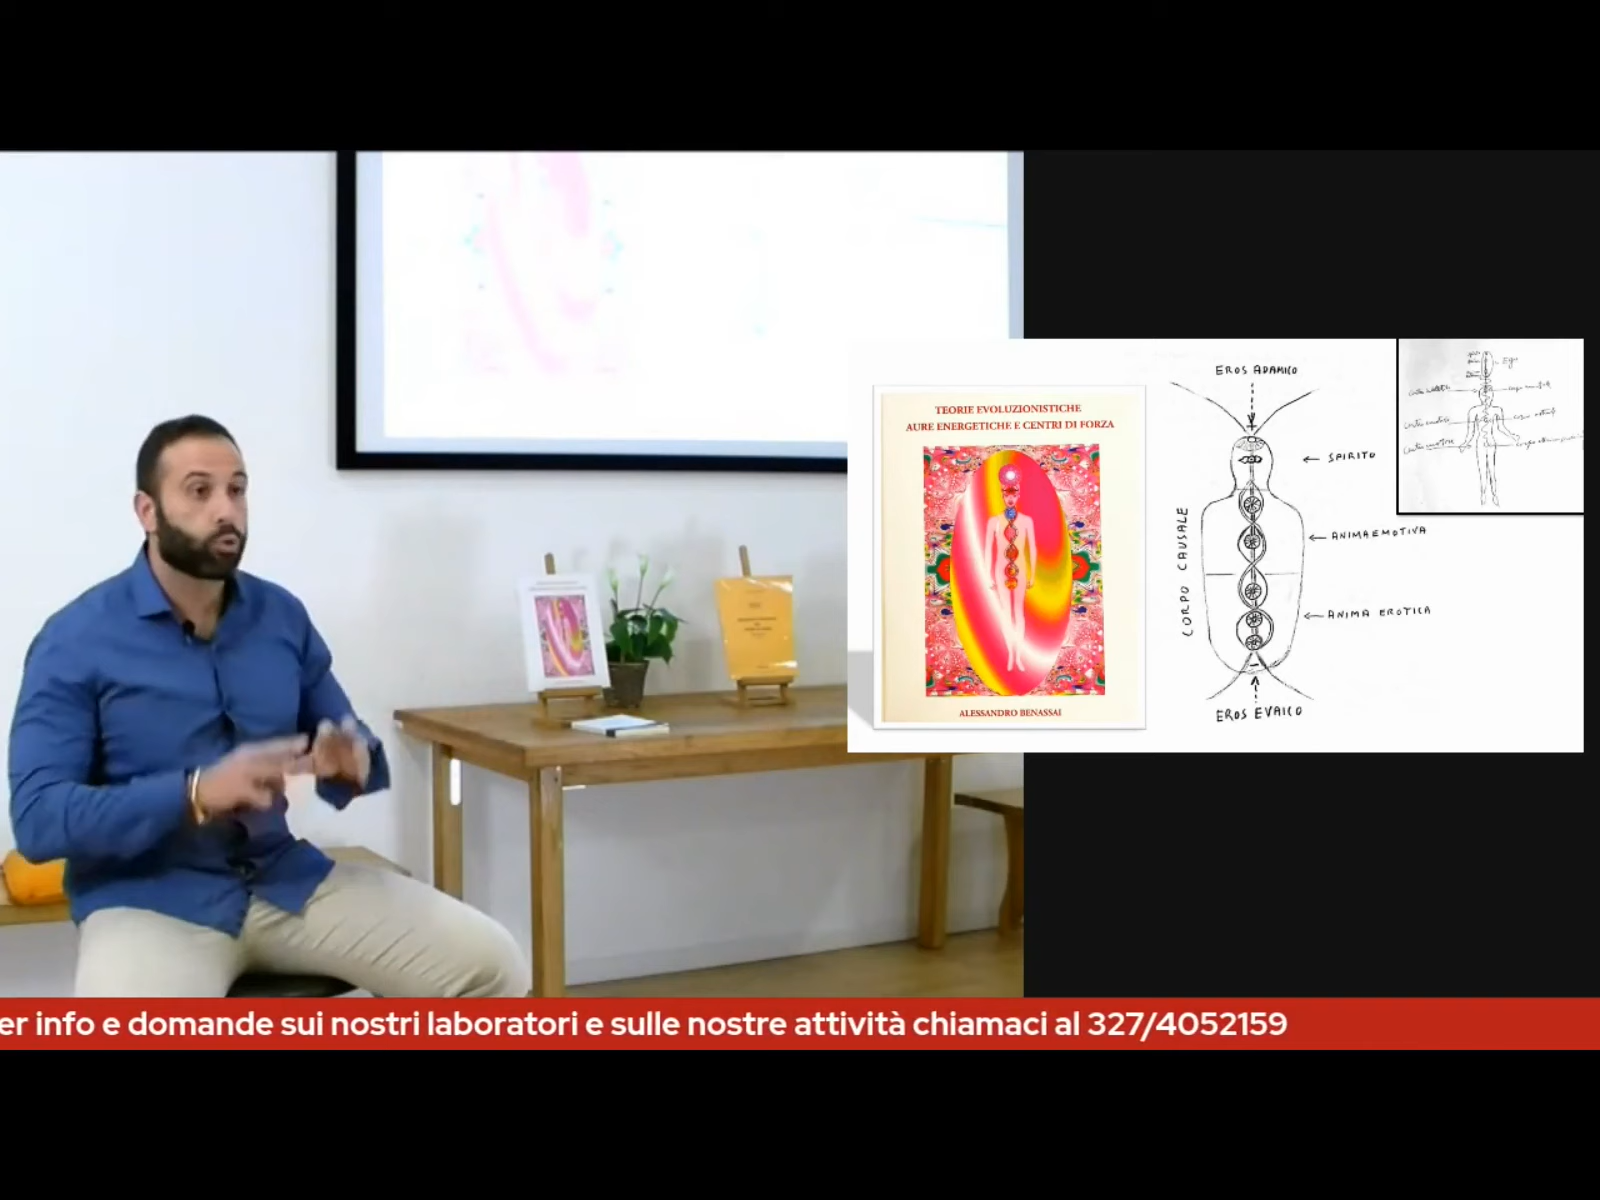 TEORIE EVOLUZIONISTICHE
AURE ENERGETICHE E CENTRI DI FORZA
ALESSANDRO BENASSAI
EROS ADAMICO
← SPIRITO
← ANIMA EMOTIVA
CORPO CAUSALE
← ANIMA EROTICA
EROS EVAICO
Ego
er info e domande sui nostri laboratori e sulle nostre attività chiamaci al 327/4052159